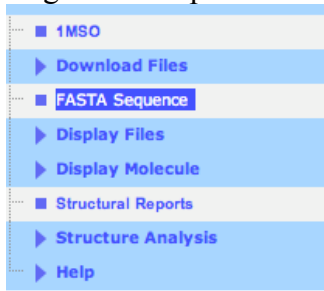 1MSO
Download Files
FASTA Sequence
Display Files
Display Molecule
Structural Reports
Structure Analysis
Help